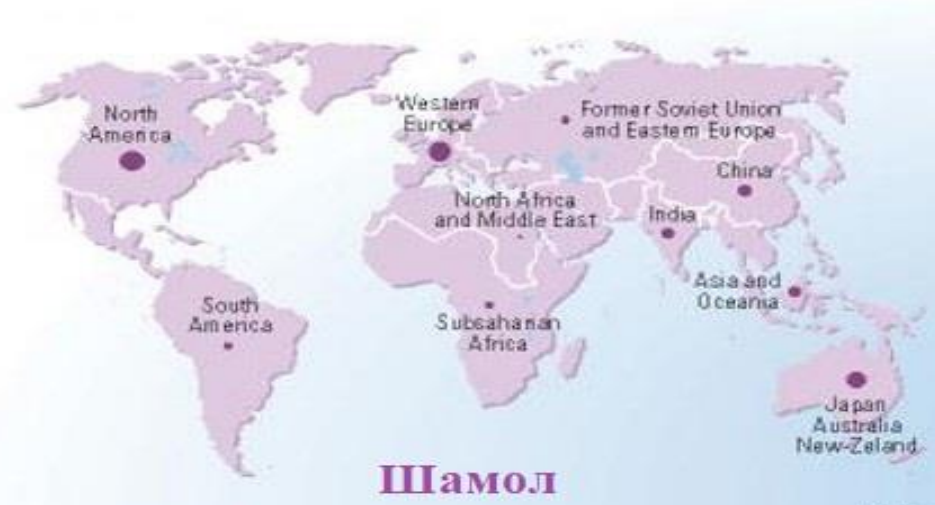 North
America
Western
Europe
Former Soviet Union
and Eastern Europe
China
North Africa
and Middle East
India
Asia and
Oceania
South
America
Subsaharian
Africa
Japan
Australia
New-Zeland
Шамол